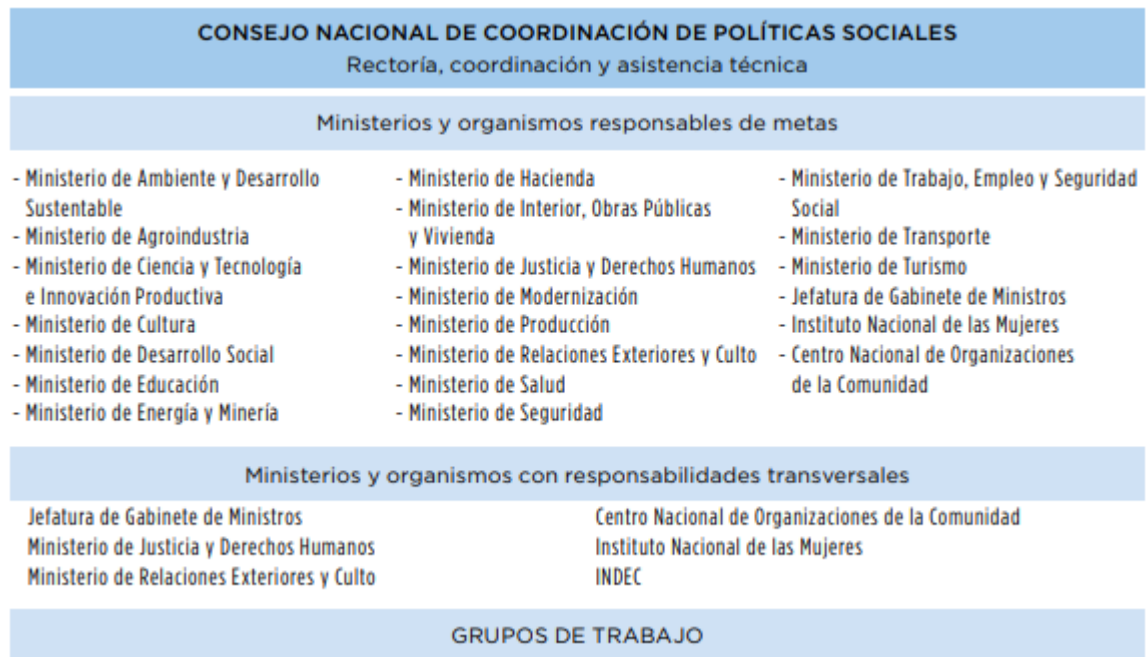 CONSEJO NACIONAL DE COORDINACIÓN DE POLÍTICAS SOCIALES
Rectoría, coordinación y asistencia técnica
Ministerios y organismos responsables de metas
- Ministerio de Ambiente y Desarrollo
Sustentable
- Ministerio de Agroindustria
- Ministerio de Ciencia y Tecnología
e Innovación Productiva
- Ministerio de Cultura
- Ministerio de Desarrollo Social
- Ministerio de Educación
- Ministerio de Energía y Minería
- Ministerio de Hacienda
- Ministerio de Interior, Obras Públicas
y Vivienda
- Ministerio de Justicia y Derechos Humanos
- Ministerio de Modernización
- Ministerio de Producción
- Ministerio de Relaciones Exteriores y Culto
- Ministerio de Salud
- Ministerio de Seguridad
- Ministerio de Trabajo, Empleo y Seguridad
Social
- Ministerio de Transporte
- Ministerio de Turismo
- Jefatura de Gabinete de Ministros
- Instituto Nacional de las Mujeres
- Centro Nacional de Organizaciones
de la Comunidad
Ministerios y organismos con responsabilidades transversales
Jefatura de Gabinete de Ministros
Ministerio de Justicia y Derechos Humanos
Ministerio de Relaciones Exteriores y Culto
Centro Nacional de Organizaciones de la Comunidad
Instituto Nacional de las Mujeres
INDEC
GRUPOS DE TRABAJO